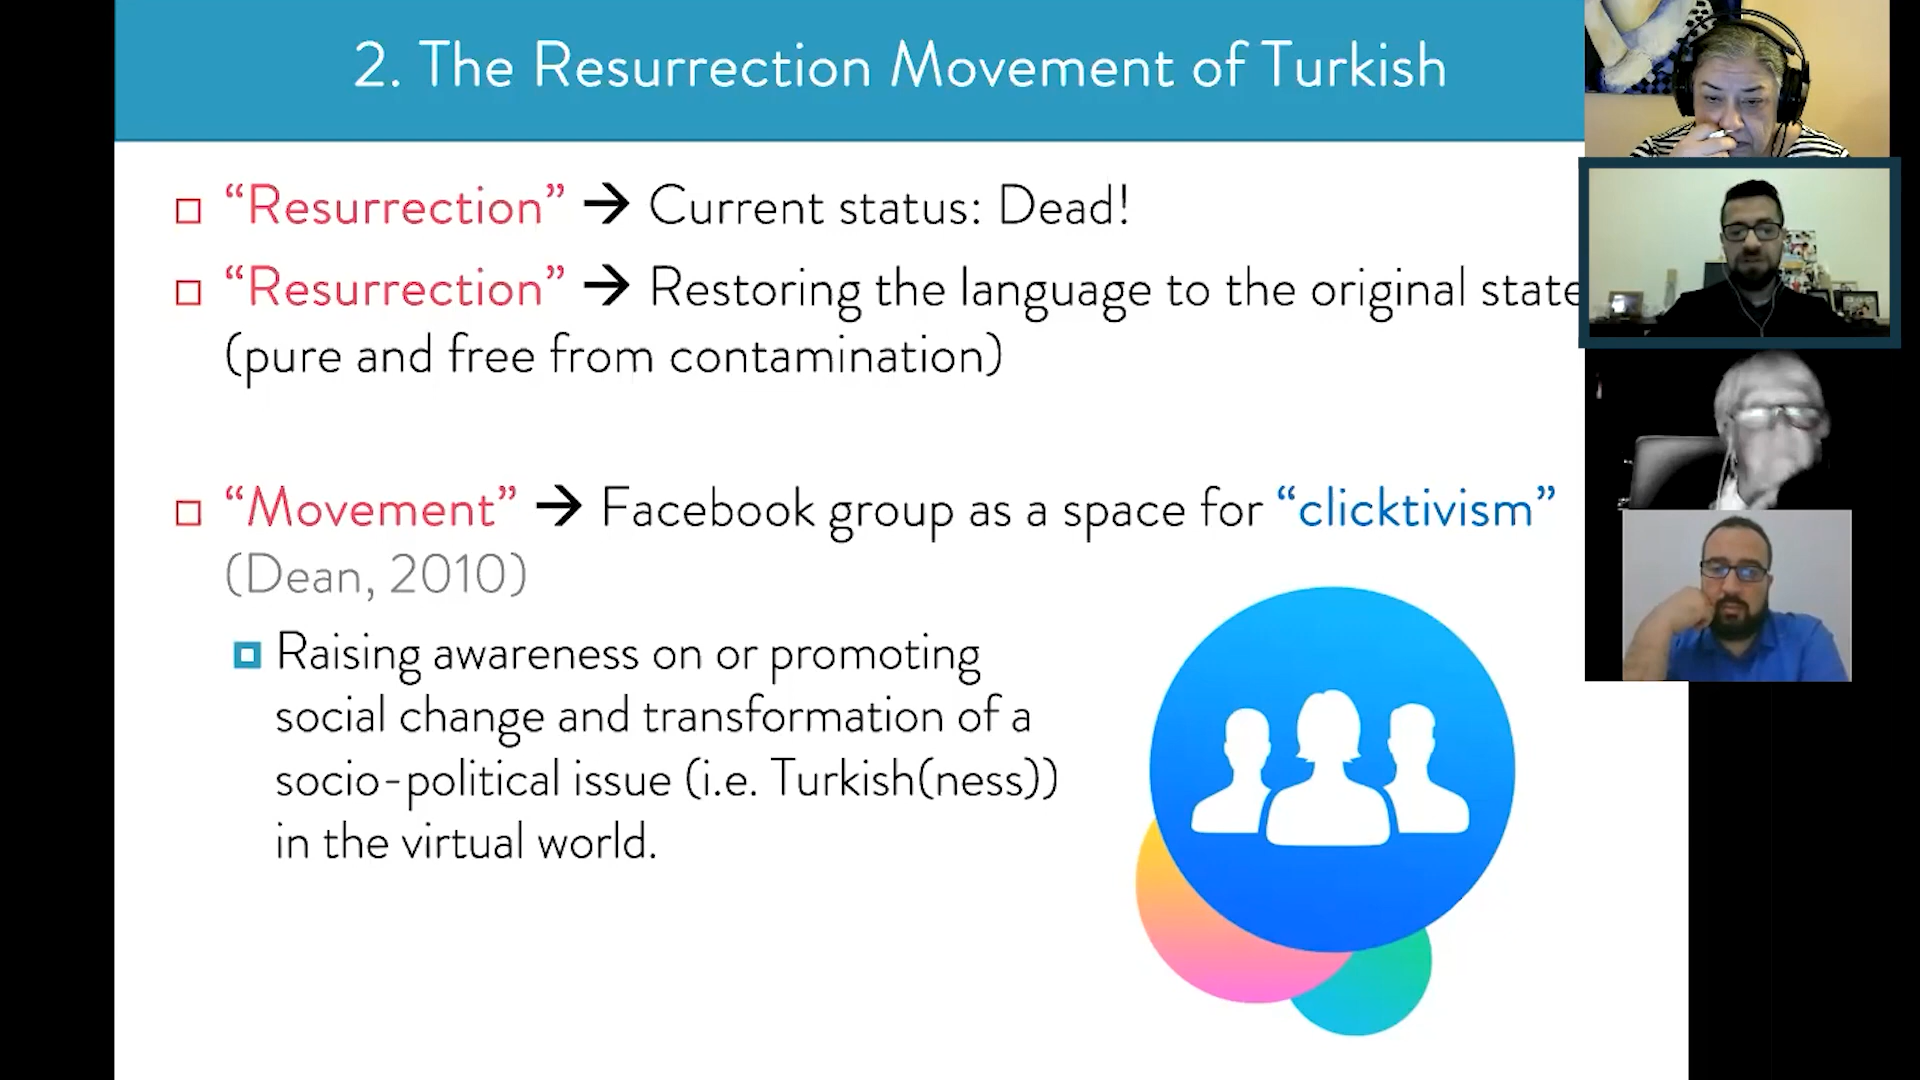 2. The Resurrection Movement of Turkish
“Resurrection” → Current status: Dead!
“Resurrection” → Restoring the language to the original state
(pure and free from contamination)
“Movement” → Facebook group as a space for “clicktivism”
(Dean, 2010)
Raising awareness on or promoting
social change and transformation of a
socio-political issue (i.e. Turkish(ness))
in the virtual world.